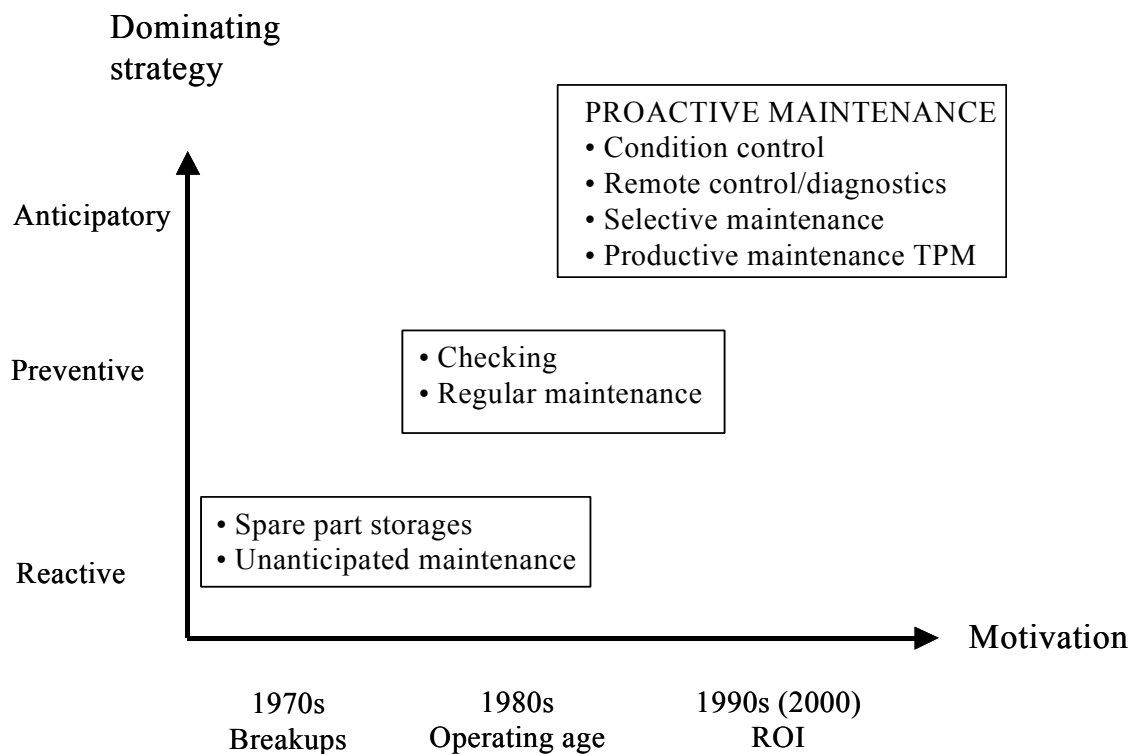 Dominating
strategy
PROACTIVE MAINTENANCE
• Condition control
• Remote control/diagnostics
• Selective maintenance
• Productive maintenance TPM
Anticipatory
• Checking
• Regular maintenance
Preventive
• Spare part storages
• Unanticipated maintenance
Reactive
Motivation
1970s
Breakups
1980s
Operating age
1990s (2000)
ROI